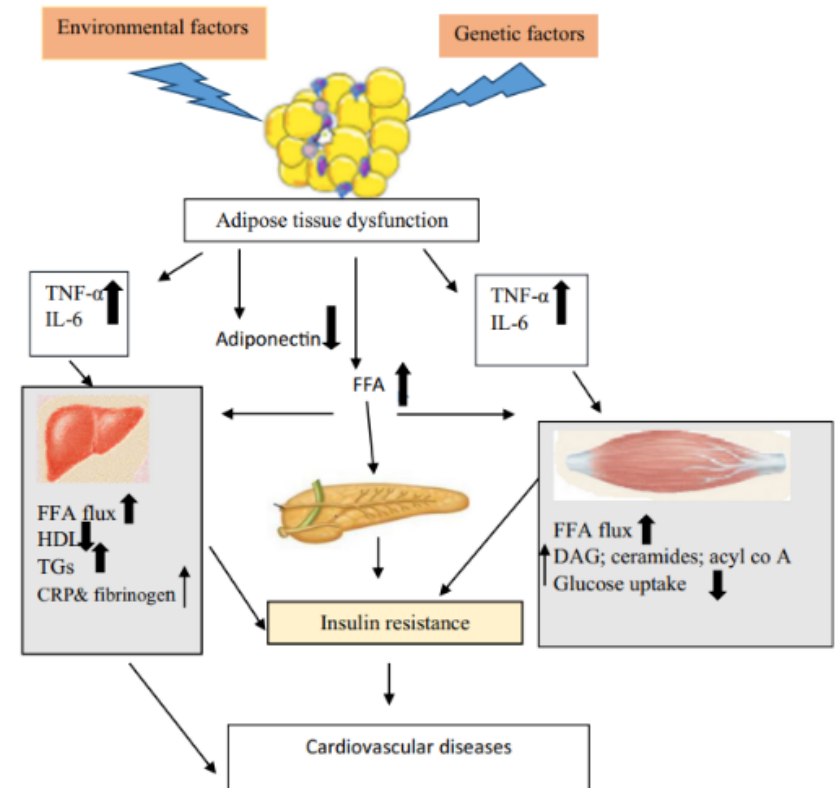 Environmental factors
Genetic factors
Adipose tissue dysfunction
TNF-α
IL-6
Adiponectin
TNF-α
IL-6
FFA
FFA flux
HDL
TGs
CRP& fibrinogen
FFA flux
DAG; ceramides; acyl co A
Glucose uptake
Insulin resistance
Cardiovascular diseases